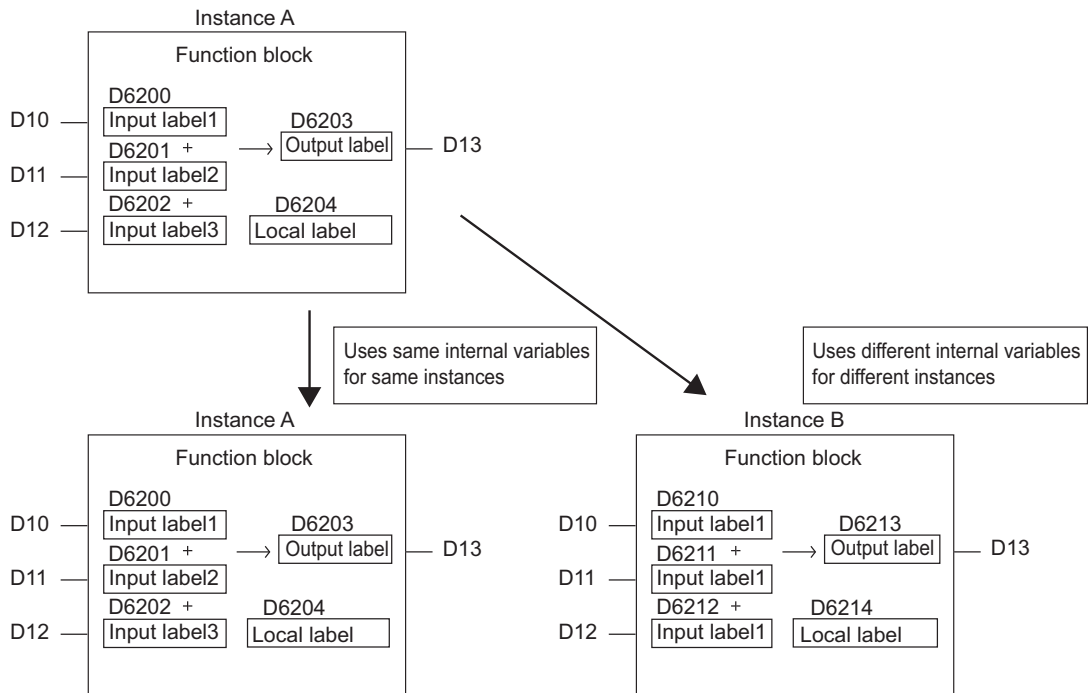 Instance A
Function block
D6200
D10
Input label1
D6203
D6201 +
Output label
D13
D11
Input label2
D6202 +
D6204
D12
Input label3
Local label
Uses same internal variables
for same instances
Uses different internal variables
for different instances
Instance A
Function block
D6200
D10
Input label1
D6203
D6201 +
Output label
D13
D11
Input label2
D6202 +
D6204
D12
Input label3
Local label
Instance B
Function block
D6210
D10
Input label1
D6213
D6211 +
Output label
D13
D11
Input label1
D6212 +
D6214
D12
Input label1
Local label